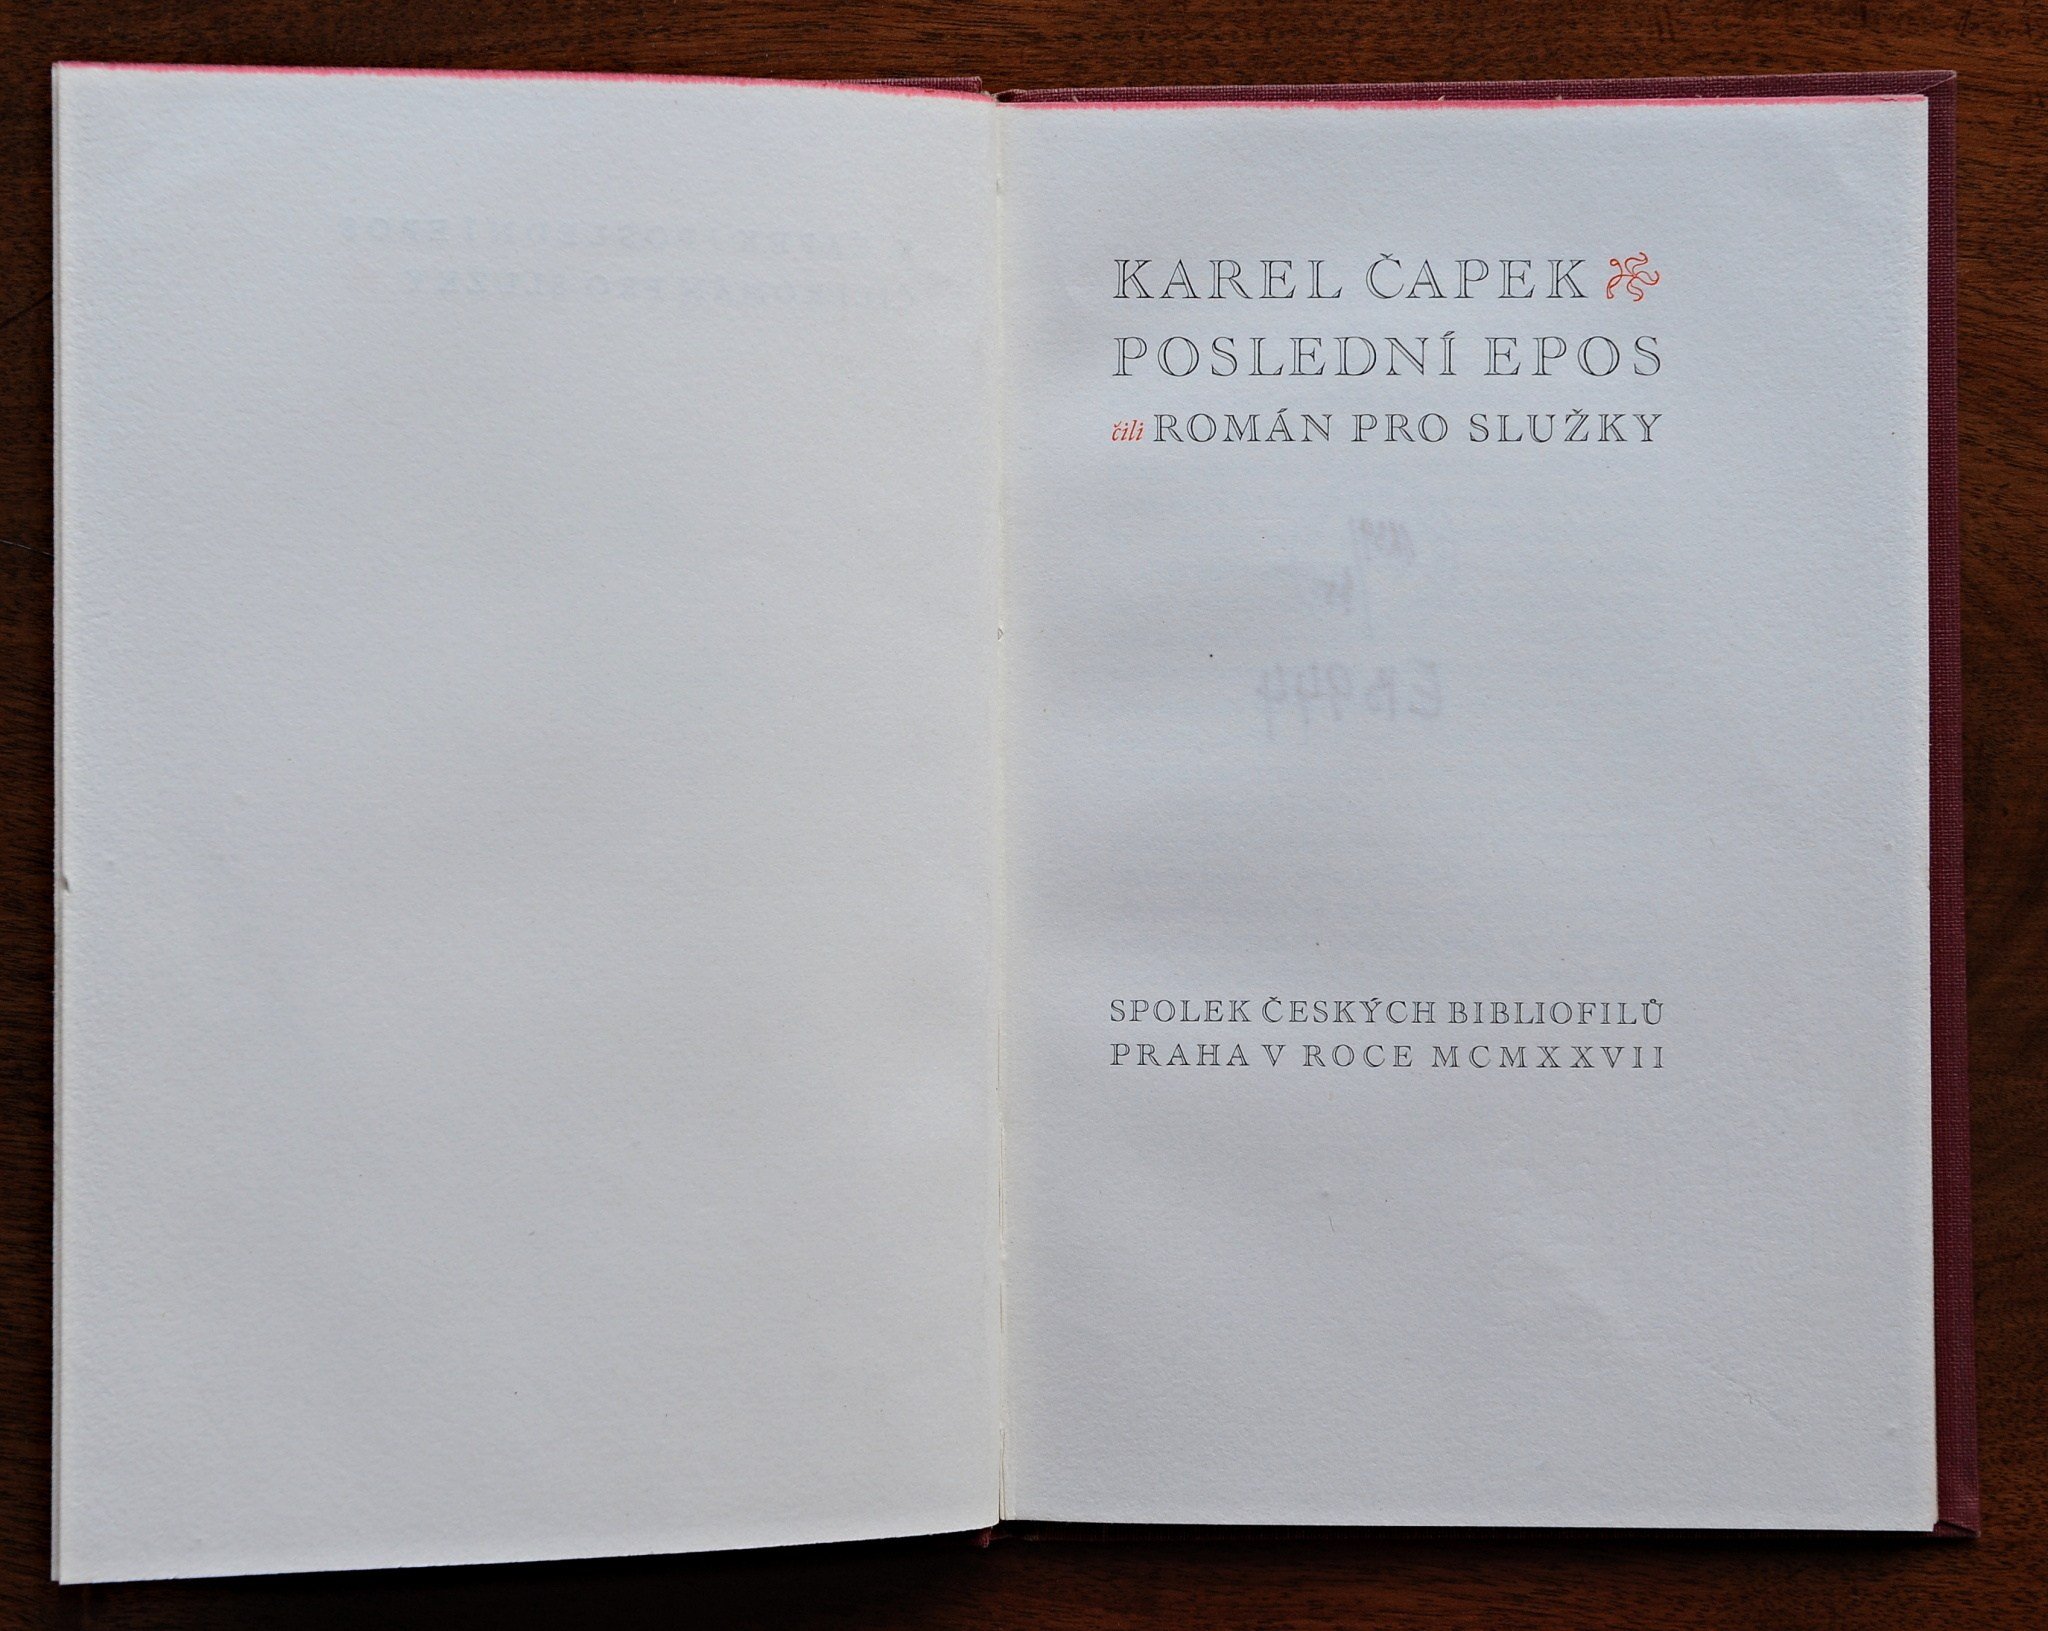 KAREL ČAPEK
POSLEDNÍ EPOS
čili ROMÁN PRO SLUŽKY
SPOLEK ČESKÝCH BIBLIOFILŮ
PRAHA V ROCE MCMXXVII